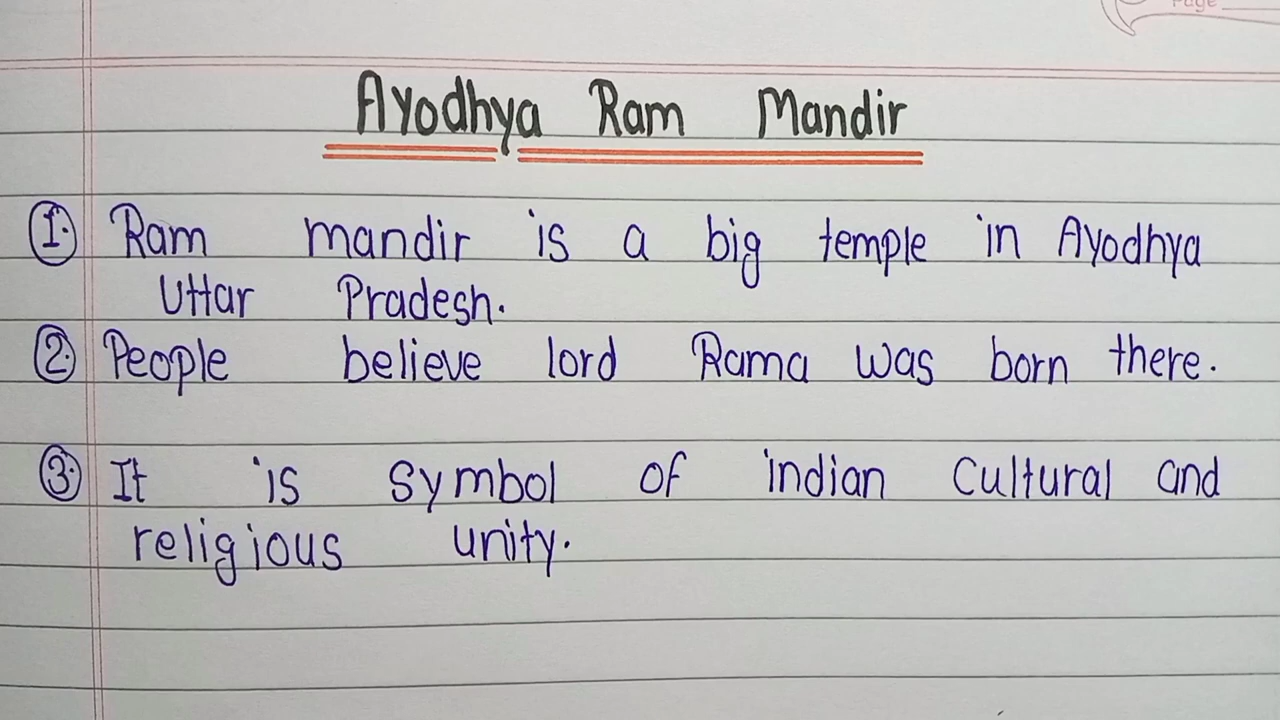 Page
Ayodhya Ram Mandir
1. Ram mandir is a big temple in Ayodhya
Uttar Pradesh.
2. People believe lord Rama was born there.
3. It is symbol of indian Cultural and
religious unity.